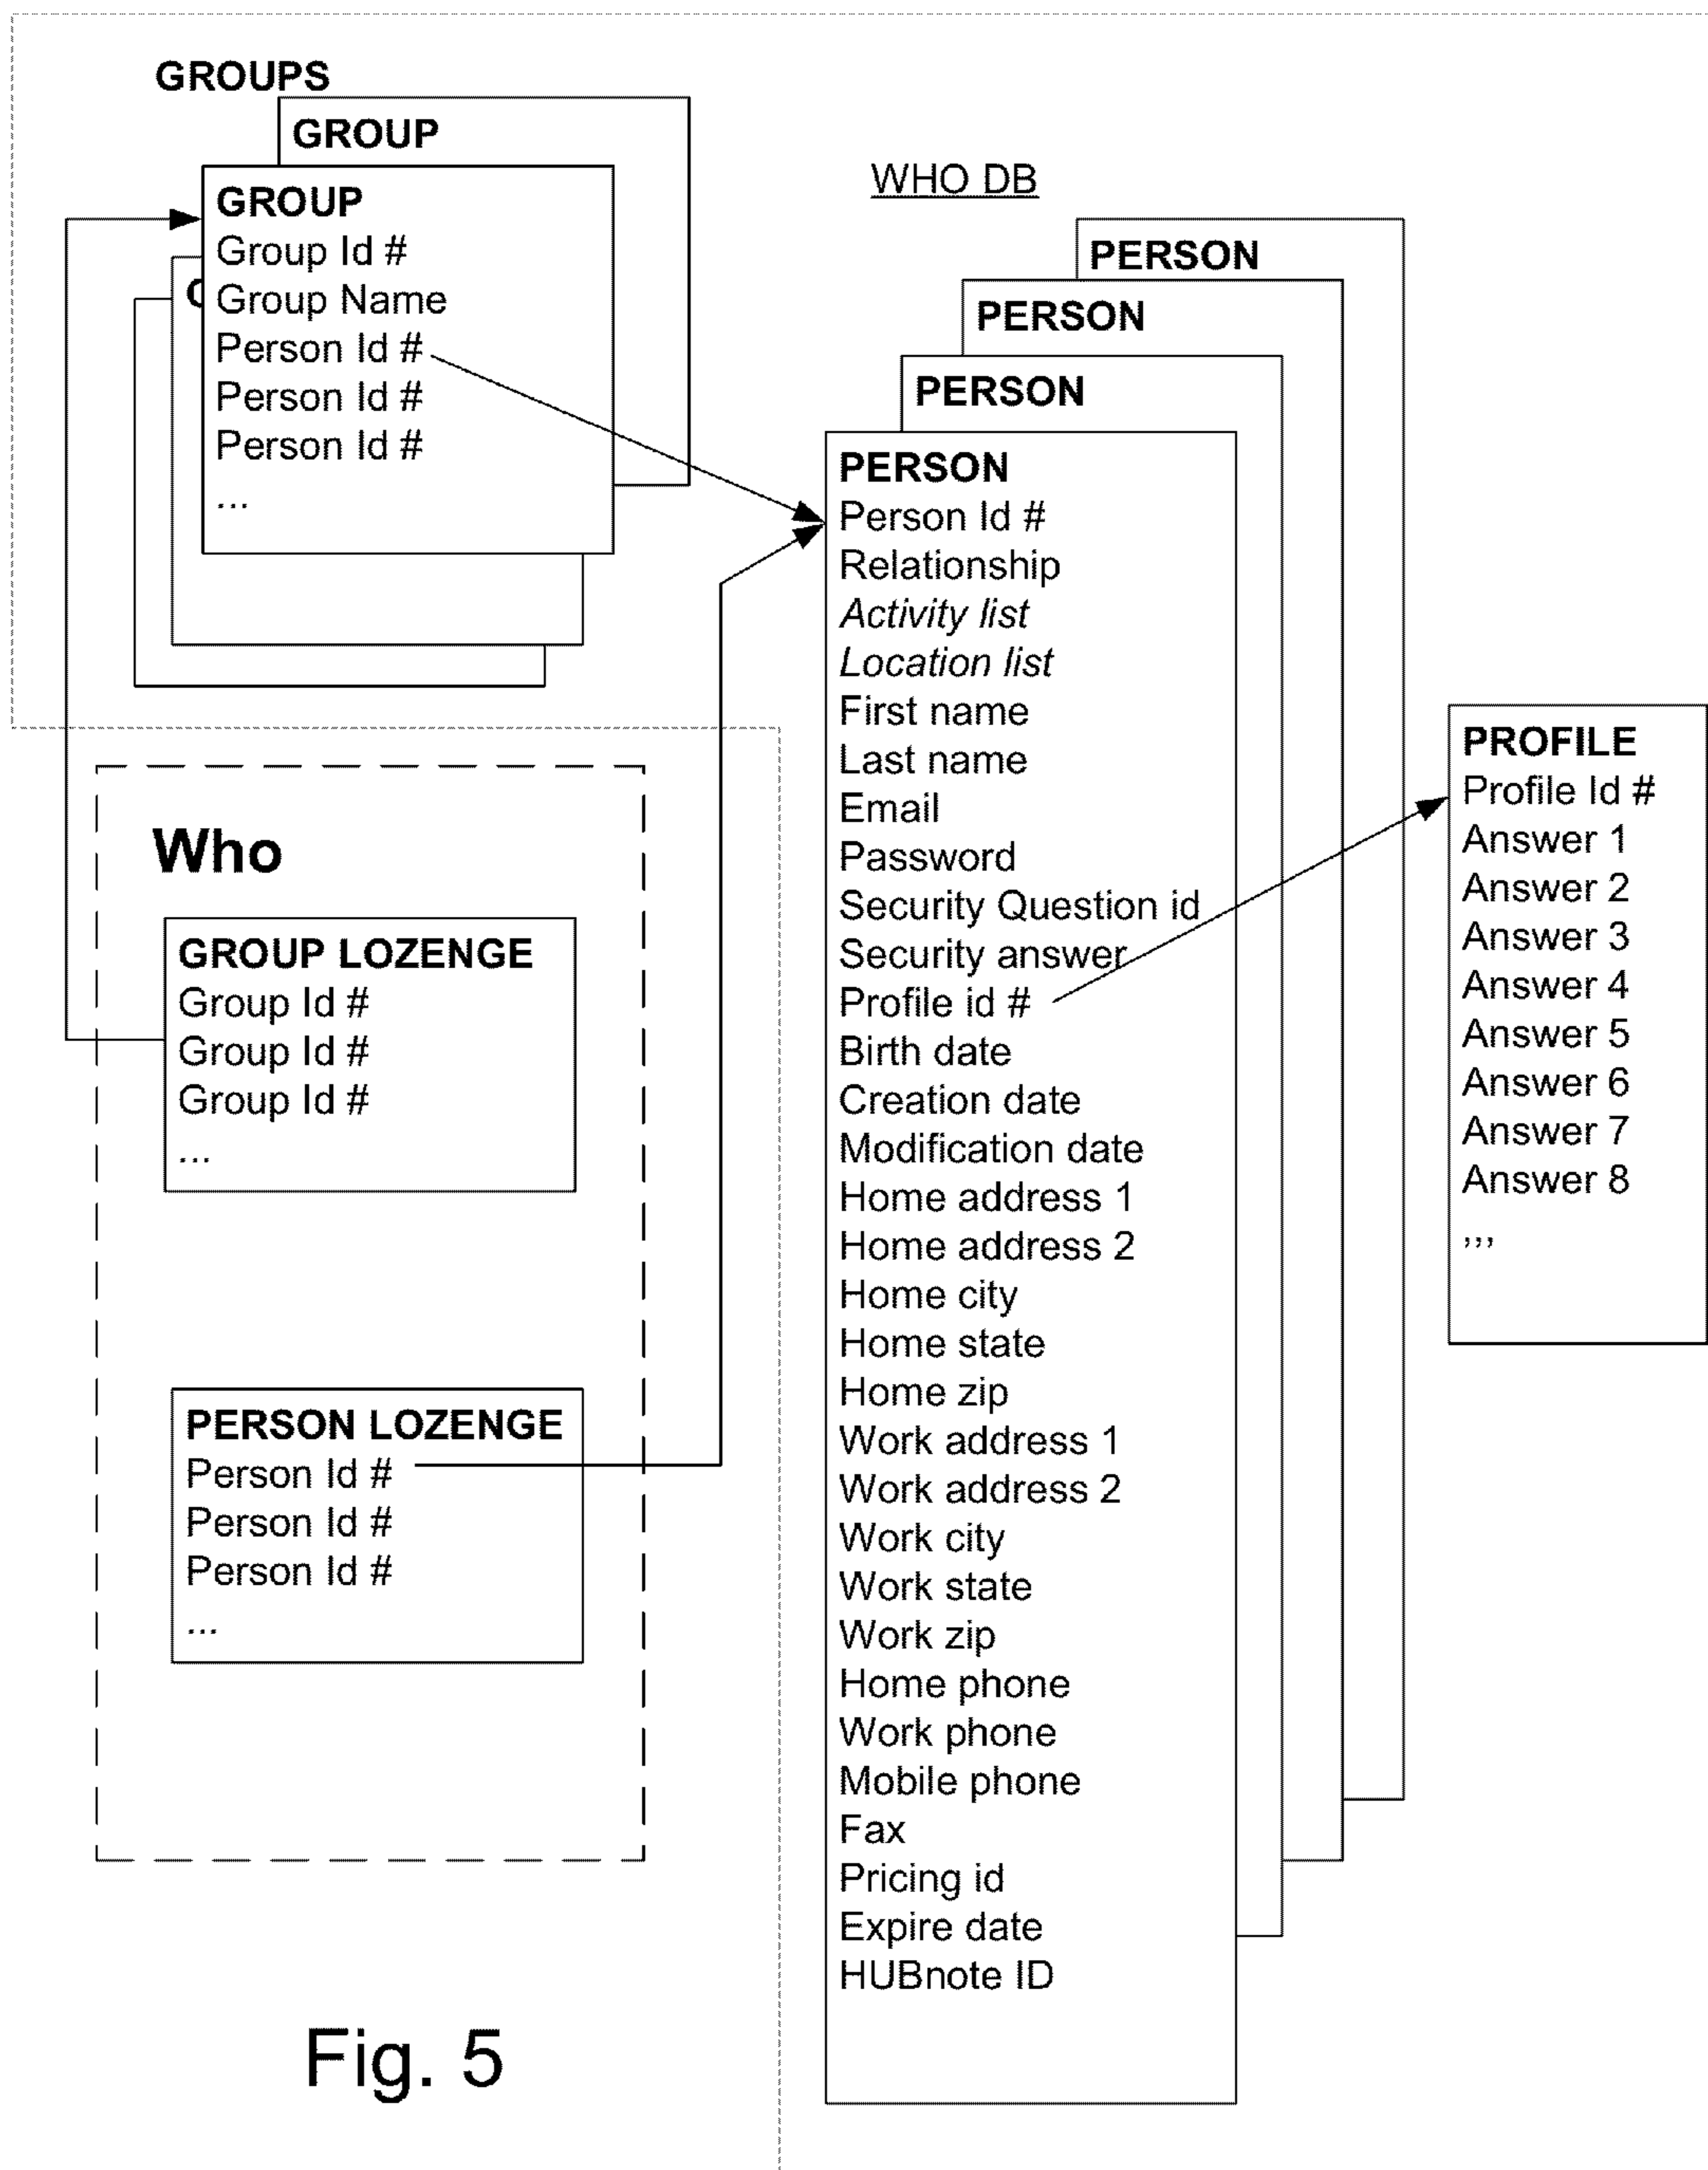 GROUPS
GROUP
GROUP
Group Id #
Group Name
Person Id #
Person Id #
Person Id #
...
WHO DB
PERSON
PERSON
PERSON
PERSON
Person Id #
Relationship
Activity list
Location list
First name
Last name
Email
Password
Security Question id
Security answer
Profile id #
Birth date
Creation date
Modification date
Home address 1
Home address 2
Home city
Home state
Home zip
Work address 1
Work address 2
Work city
Work state
Work zip
Home phone
Work phone
Mobile phone
Fax
Pricing id
Expire date
HUBnote ID
PROFILE
Profile Id #
Answer 1
Answer 2
Answer 3
Answer 4
Answer 5
Answer 6
Answer 7
Answer 8
,,,
Who
GROUP LOZENGE
Group Id #
Group Id #
Group Id #
...
PERSON LOZENGE
Person Id #
Person Id #
Person Id #
...
Fig. 5